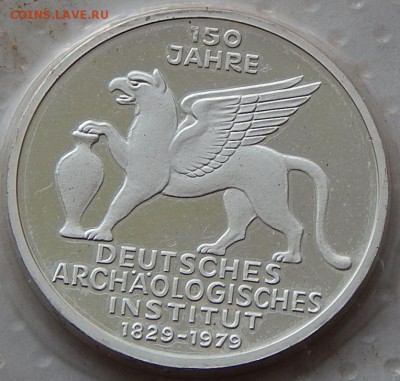 COINS.LAVE.RU
150
JAHRE
DEUTSCHES
ARCHÄOLOGISCHES
INSTITUT
1829-1979